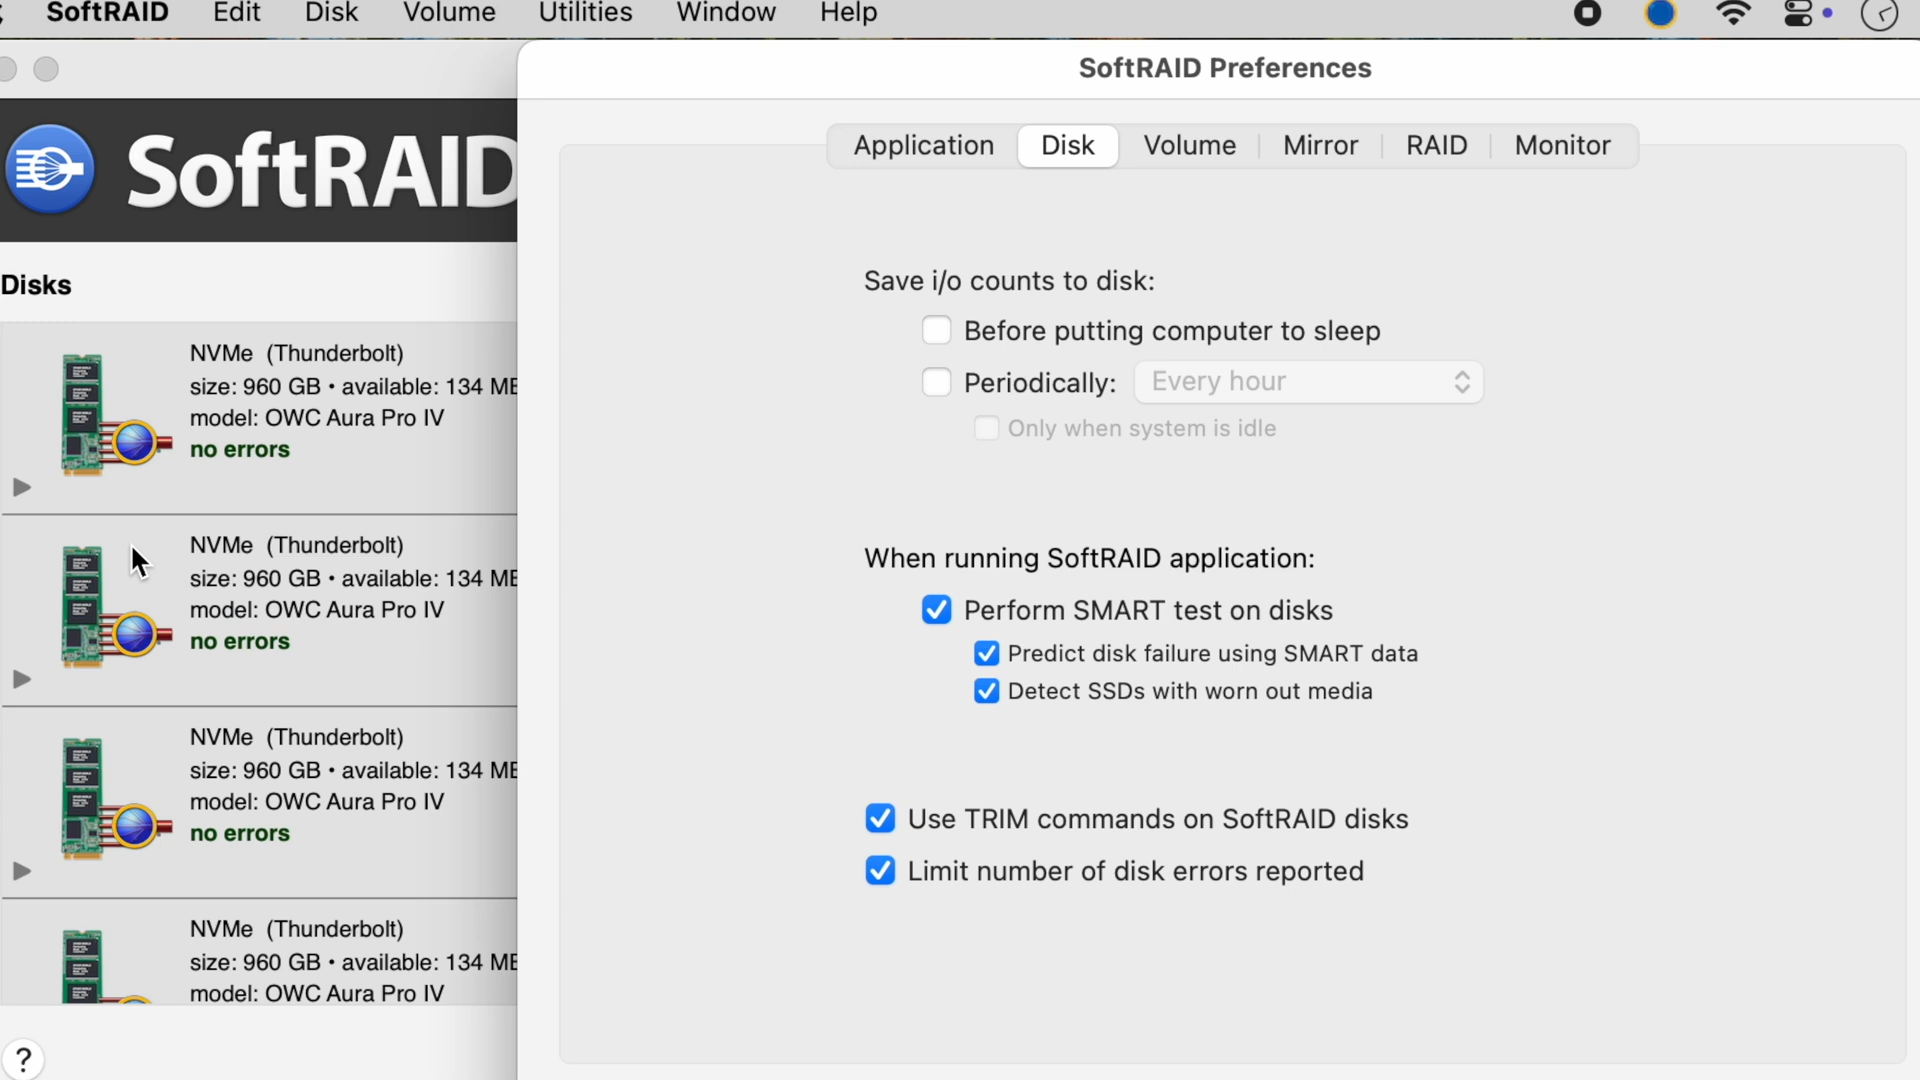 SoftRAID Edit Disk Volume Utilities Window Help
SoftRAID Preferences
SoftRAID
Application Disk Volume Mirror RAID Monitor
Disks
NVMe (Thunderbolt)
size: 960 GB • available: 134 ME
model: OWC Aura Pro IV
no errors
NVMe (Thunderbolt)
size: 960 GB • available: 134 ME
model: OWC Aura Pro IV
no errors
NVMe (Thunderbolt)
size: 960 GB • available: 134 ME
model: OWC Aura Pro IV
no errors
NVMe (Thunderbolt)
size: 960 GB • available: 134 ME
model: OWC Aura Pro IV
?
Save i/o counts to disk:
Before putting computer to sleep
Periodically: Every hour
Only when system is idle
When running SoftRAID application:
Perform SMART test on disks
Predict disk failure using SMART data
Detect SSDs with worn out media
Use TRIM commands on SoftRAID disks
Limit number of disk errors reported